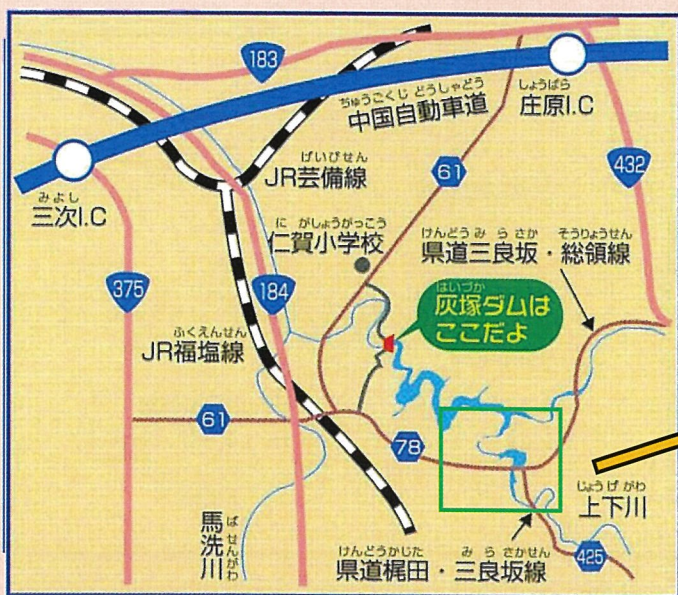 183
ちゅうごくじどうしゃどう
中国自動車道
しょうばら
庄原I.C
みよし
三次I.C
げいびせん
JR芸備線
61
432
にがしょうがっこう
仁賀小学校
けんどうみらさか そうりょうせん
県道三良坂・総領線
375
184
はいづか
灰塚ダムは
ここだよ
ふくえんせん
JR福塩線
61
78
じょうげがわ
上下川
ばせんがわ
馬洗川
けんどうかじた みらさかせん
県道梶田・三良坂線
425